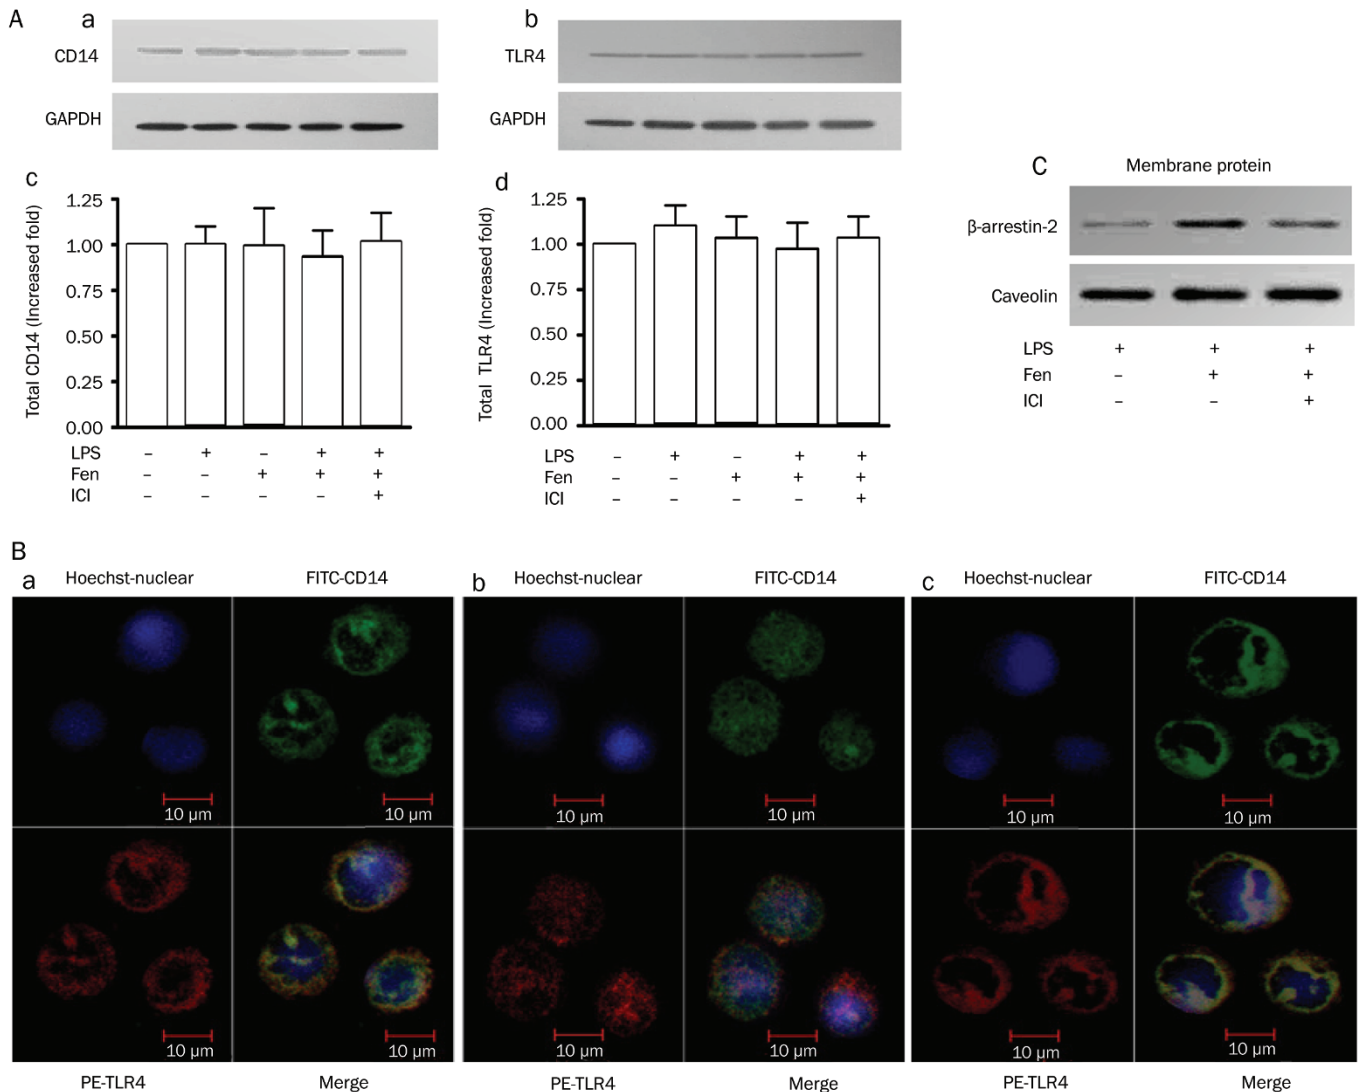 A
a
CD14
GAPDH
b
TLR4
GAPDH
c
Total CD14 (Increased fold)
1.25
1.00
0.75
0.50
0.25
0.00
LPS – + – + +
Fen – – + + +
ICI – – – – +
d
Total TLR4 (Increased fold)
1.25
1.00
0.75
0.50
0.25
0.00
LPS – + – + +
Fen – – + + +
ICI – – – – +
C
Membrane protein
β-arrestin-2
Caveolin
LPS + + +
Fen – + +
ICI – – +
B
a
Hoechst-nuclear FITC-CD14
10 µm 10 µm
10 µm 10 µm
PE-TLR4 Merge
b
Hoechst-nuclear FITC-CD14
10 µm 10 µm
10 µm 10 µm
PE-TLR4 Merge
c
Hoechst-nuclear FITC-CD14
10 µm 10 µm
10 µm 10 µm
PE-TLR4 Merge